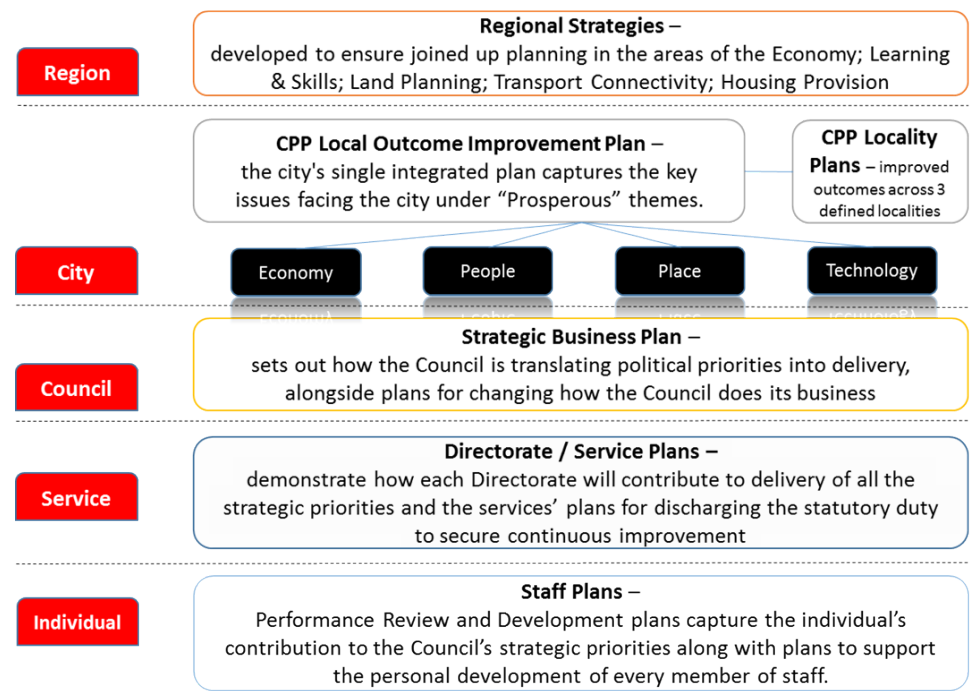 Region
Regional Strategies –
developed to ensure joined up planning in the areas of the Economy; Learning
& Skills; Land Planning; Transport Connectivity; Housing Provision
CPP Local Outcome Improvement Plan –
the city's single integrated plan captures the key
issues facing the city under “Prosperous” themes.
CPP Locality
Plans – improved
outcomes across 3
defined localities
City
Economy
People
Place
Technology
Council
Strategic Business Plan –
sets out how the Council is translating political priorities into delivery,
alongside plans for changing how the Council does its business
Service
Directorate / Service Plans –
demonstrate how each Directorate will contribute to delivery of all the
strategic priorities and the services’ plans for discharging the statutory duty
to secure continuous improvement
Individual
Staff Plans –
Performance Review and Development plans capture the individual’s
contribution to the Council’s strategic priorities along with plans to support
the personal development of every member of staff.